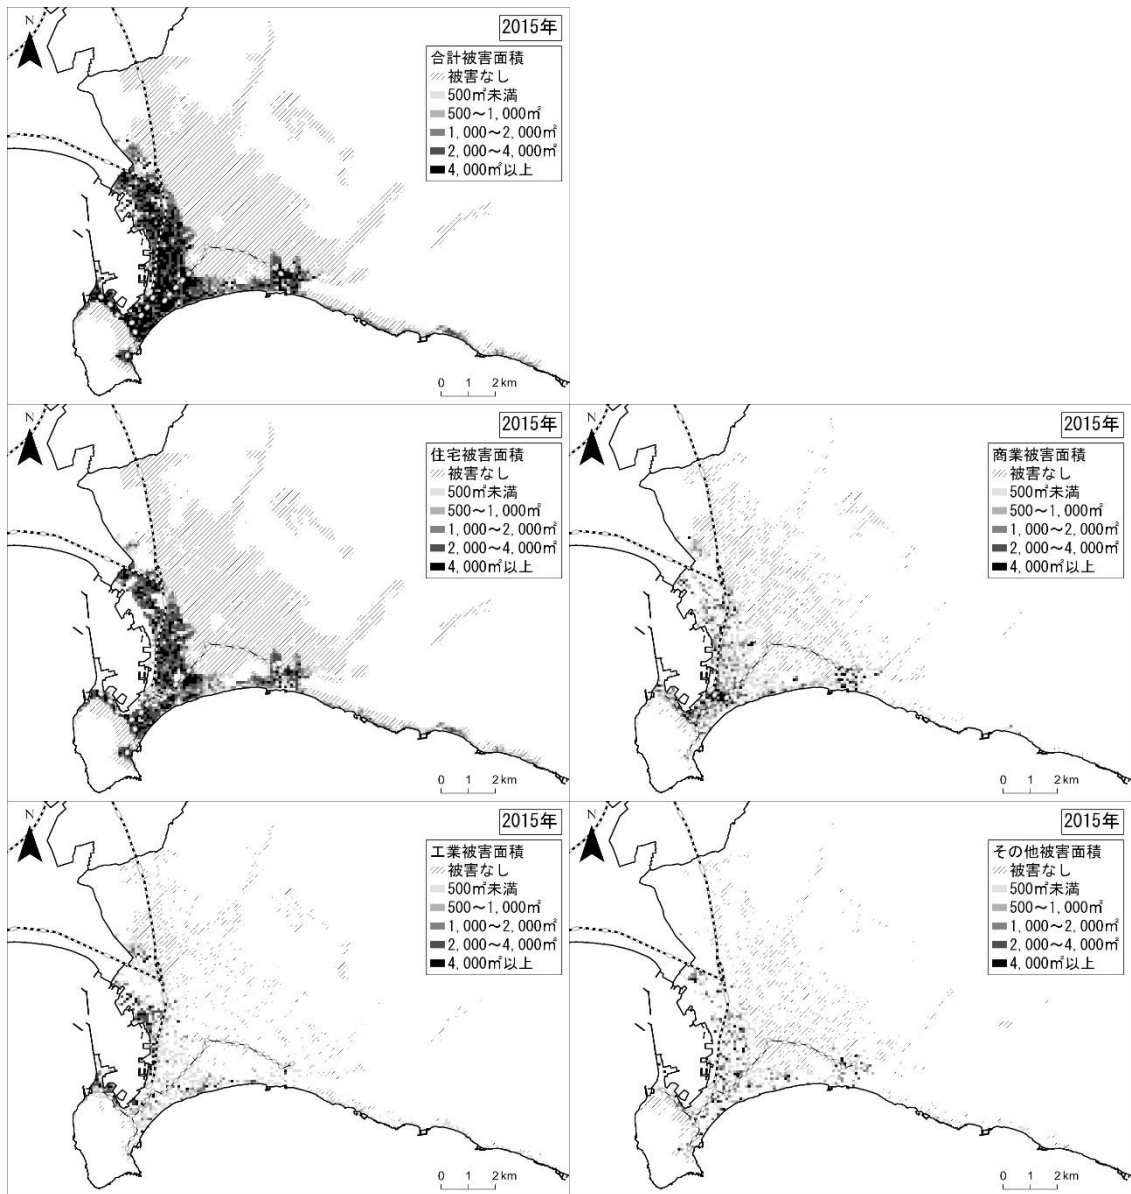 N
2015年
合計被害面積
被害なし
500㎡未満
500～1,000㎡
1,000～2,000㎡
2,000～4,000㎡
4,000㎡以上
0 1 2km
N
2015年
住宅被害面積
被害なし
500㎡未満
500～1,000㎡
1,000～2,000㎡
2,000～4,000㎡
4,000㎡以上
0 1 2km
N
2015年
商業被害面積
被害なし
500㎡未満
500～1,000㎡
1,000～2,000㎡
2,000～4,000㎡
4,000㎡以上
0 1 2km
N
2015年
工業被害面積
被害なし
500㎡未満
500～1,000㎡
1,000～2,000㎡
2,000～4,000㎡
4,000㎡以上
0 1 2km
N
2015年
その他被害面積
被害なし
500㎡未満
500～1,000㎡
1,000～2,000㎡
2,000～4,000㎡
4,000㎡以上
0 1 2km